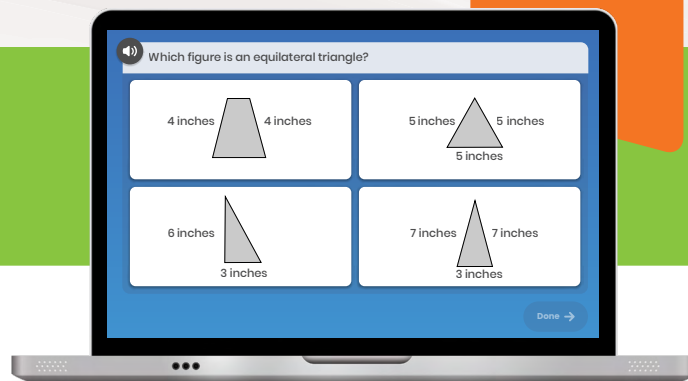 Which figure is an equilateral triangle?
4 inches 4 inches
5 inches 5 inches
5 inches
6 inches
3 inches
7 inches 7 inches
3 inches
Done